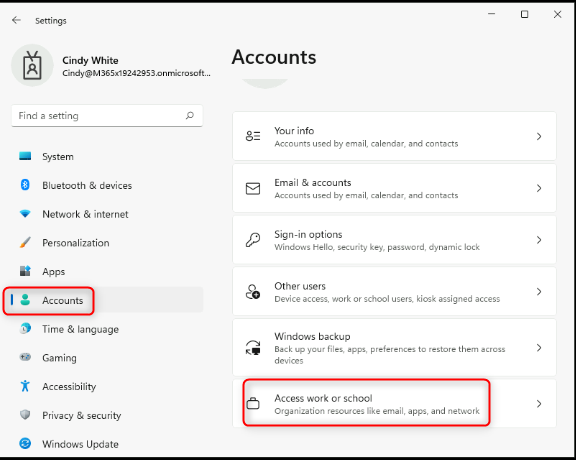 Settings
Cindy White
Cindy@M365x19242953.onmicrosoft...
Find a setting
System
Bluetooth & devices
Network & internet
Personalization
Apps
Accounts
Time & language
Gaming
Accessibility
Privacy & security
Windows Update
Accounts
Your info
Accounts used by email, calendar, and contacts
Email & accounts
Accounts used by email, calendar, and contacts
Sign-in options
Windows Hello, security key, password, dynamic lock
Other users
Device access, work or school users, kiosk assigned access
Windows backup
Back up your files, apps, preferences to restore them across
devices
Access work or school
Organization resources like email, apps, and network